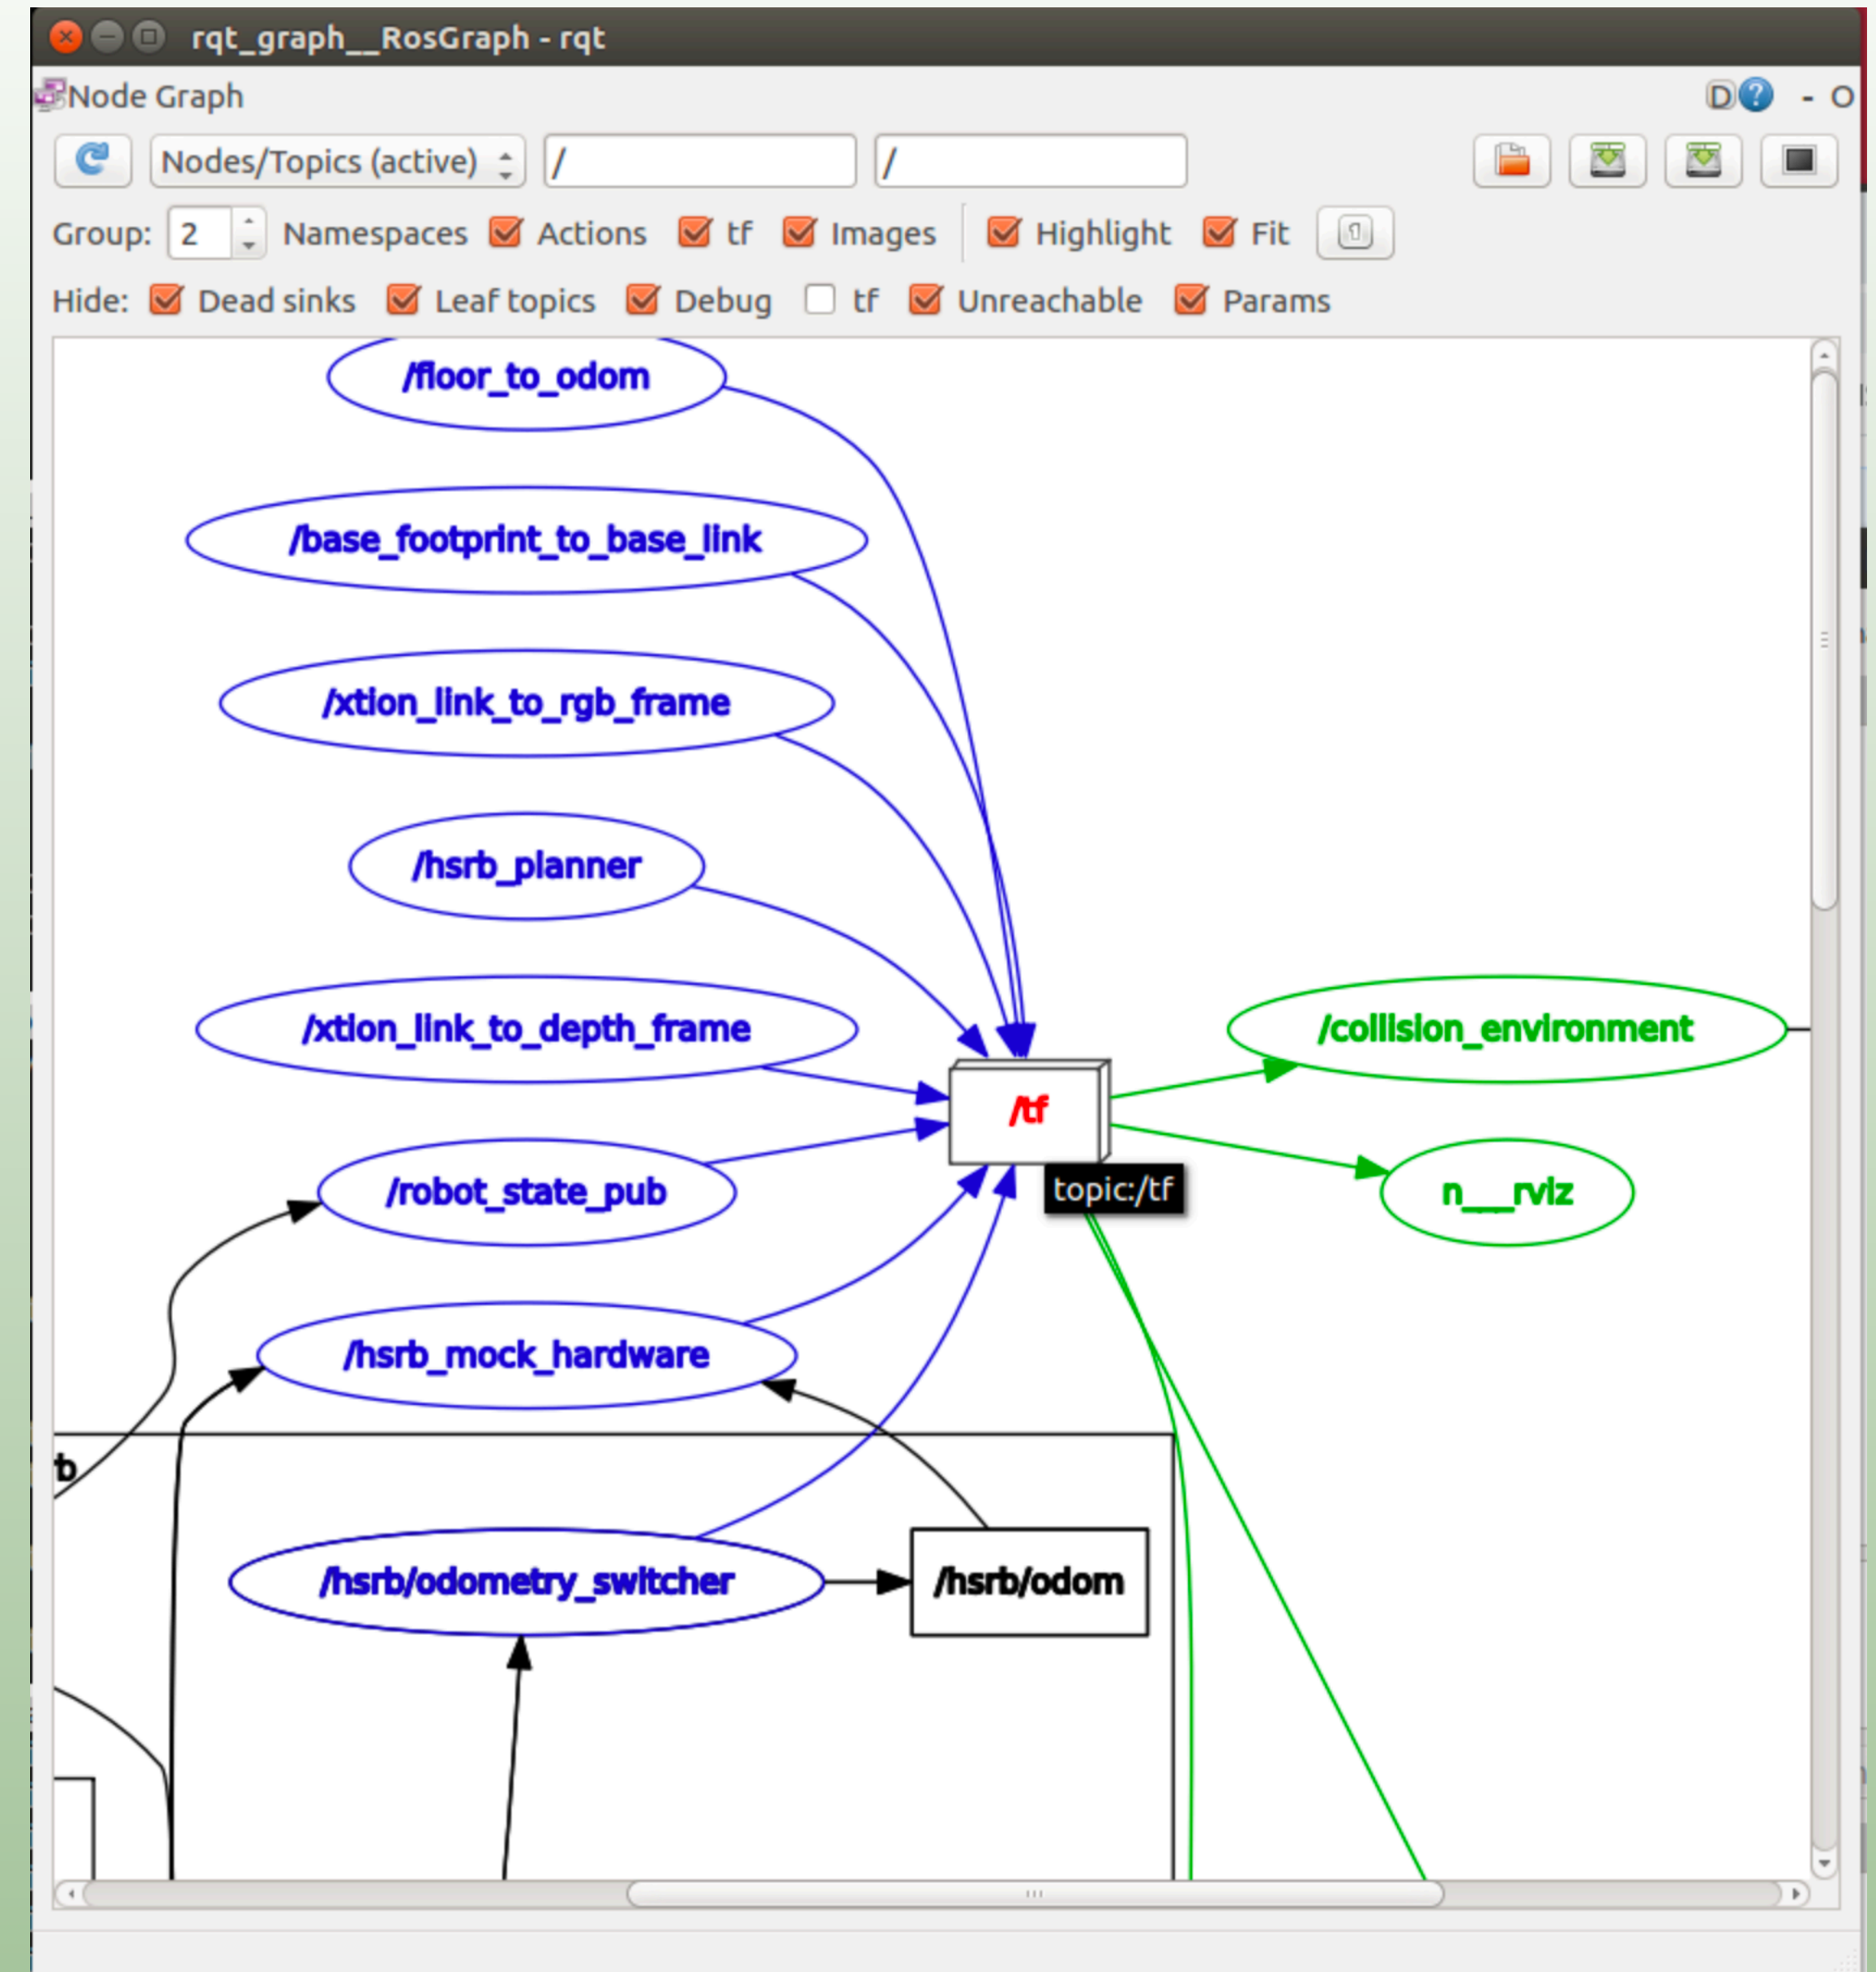 rqt_graph__RosGraph - rqt
Node Graph
D ? - O
Nodes/Topics (active) / /
Group: 2 Namespaces Actions tf Images Highlight Fit
Hide: Dead sinks Leaf topics Debug tf Unreachable Params
/floor_to_odom
/base_footprint_to_base_link
/xtion_link_to_rgb_frame
/hsrb_planner
/xtion_link_to_depth_frame
/collision_environment
/tf
topic:/tf
/robot_state_pub
n___rviz
/hsrb_mock_hardware
rb
/hsrb/odometry_switcher
/hsrb/odom